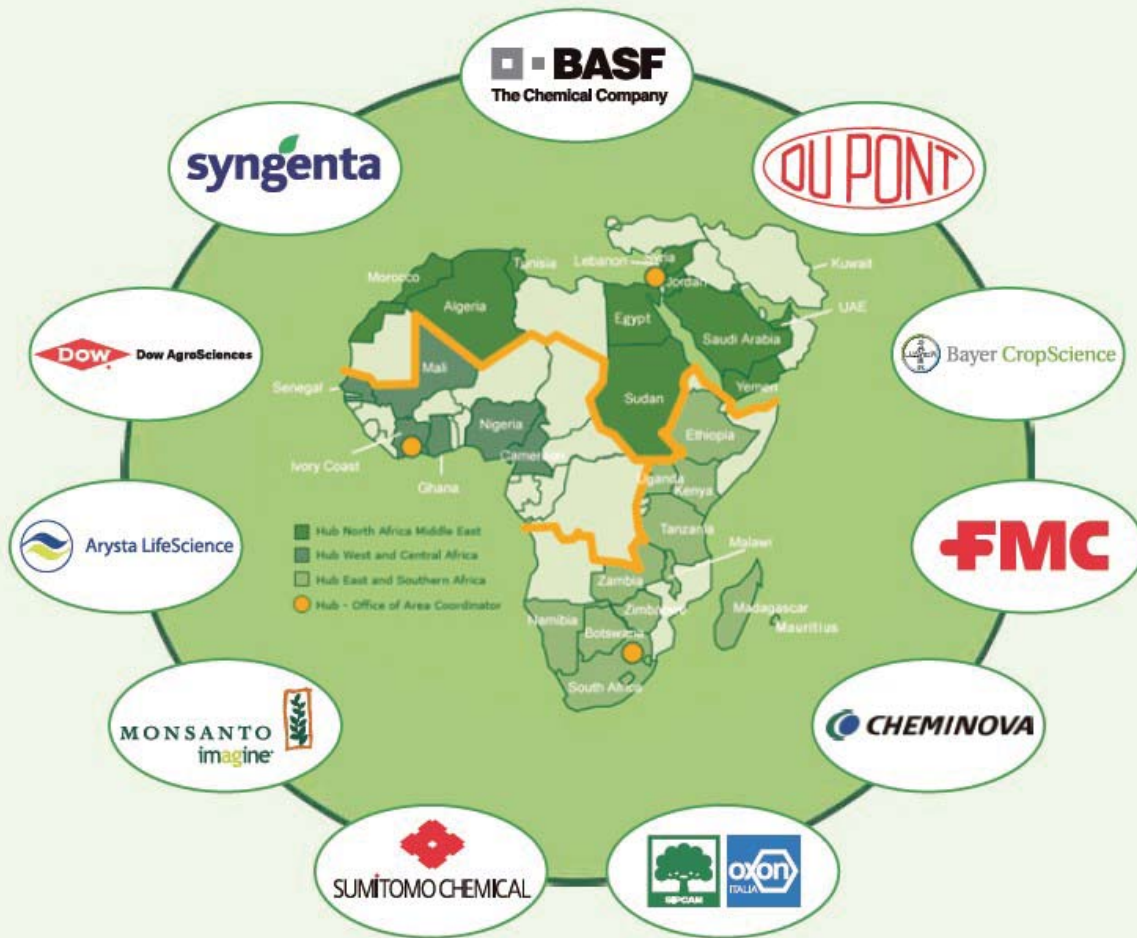 BASF
The Chemical Company
syngenta
DU PONT
DOW
Dow AgroSciences
Bayer CropScience
Arysta LifeScience
FMC
MONSANTO
imagine
CHEMINOVA
SUMITOMO CHEMICAL
SIPCAM
oxon
ITALIA
Tunisia
Lebanon
Syria
Kuwait
Morocco
Jordan
Algeria
UAE
Egypt
Saudi Arabia
Mali
Senegal
Yemen
Sudan
Nigeria
Ethiopia
Cameroon
Ivory Coast
Uganda
Ghana
Kenya
Tanzania
Malawi
Hub North Africa Middle East
Hub West and Central Africa
Hub East and Southern Africa
Hub - Office of Area Coordinator
Zambia
Zimbabwe
Madagascar
Mauritius
Namibia
Botswana
South Africa